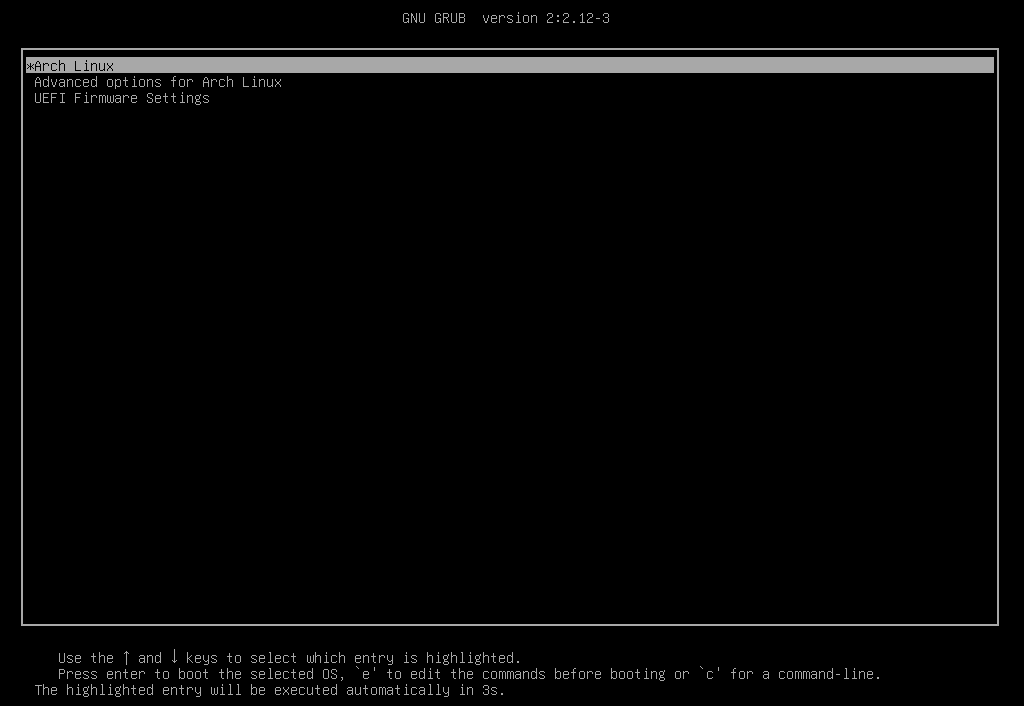 GNU GRUB  version 2:2.12-3
*Arch Linux
Advanced options for Arch Linux
UEFI Firmware Settings
Use the ↑ and ↓ keys to select which entry is highlighted.
Press enter to boot the selected OS, `e' to edit the commands before booting or `c' for a command-line.
The highlighted entry will be executed automatically in 3s.